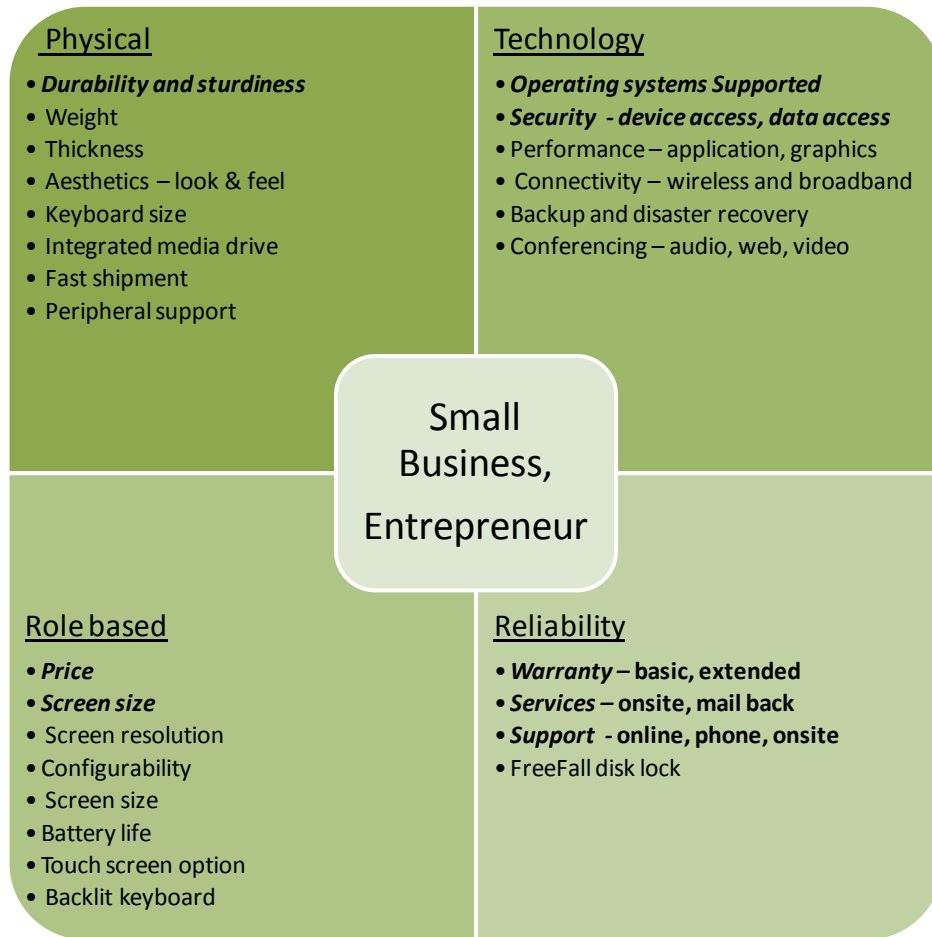 Physical
• Durability and sturdiness
• Weight
• Thickness
• Aesthetics – look & feel
• Keyboard size
• Integrated media drive
• Fast shipment
• Peripheral support
Technology
• Operating systems Supported
• Security - device access, data access
• Performance – application, graphics
• Connectivity – wireless and broadband
• Backup and disaster recovery
• Conferencing – audio, web, video
Small
Business,
Entrepreneur
Role based
• Price
• Screen size
• Screen resolution
• Configurability
• Screen size
• Battery life
• Touch screen option
• Backlit keyboard
Reliability
• Warranty – basic, extended
• Services – onsite, mail back
• Support - online, phone, onsite
• FreeFall disk lock